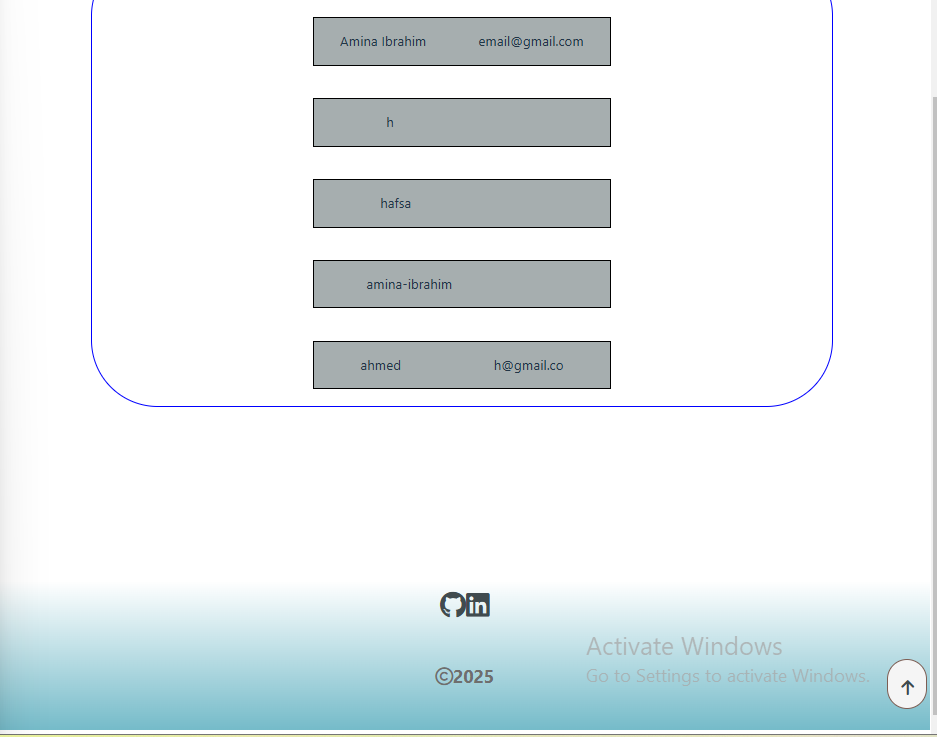 Amina Ibrahim email@gmail.com
h
hafsa
amina-ibrahim
ahmed h@gmail.co
in
©2025
Activate Windows
Go to Settings to activate Windows.